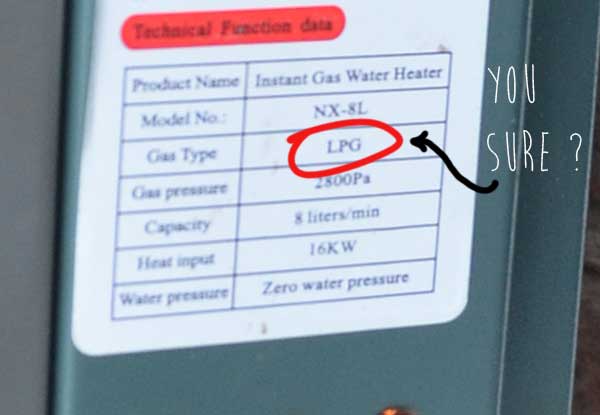 Technical Function data
Product Name Instant Gas Water Heater
YOU
Model No.: NX-8L
Gas Type LPG
SURE ?
Gas pressure 2800Pa
Capacity 8 liters/min
Heat input 16KW
Water pressure Zero water pressure